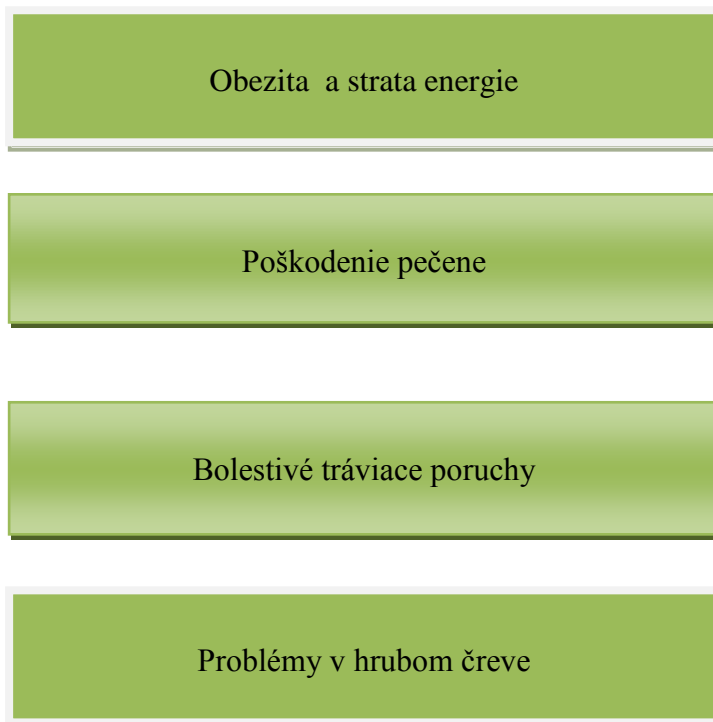 Obezita a strata energie
Poškodenie pečene
Bolestivé tráviace poruchy
Problémy v hrubom čreve